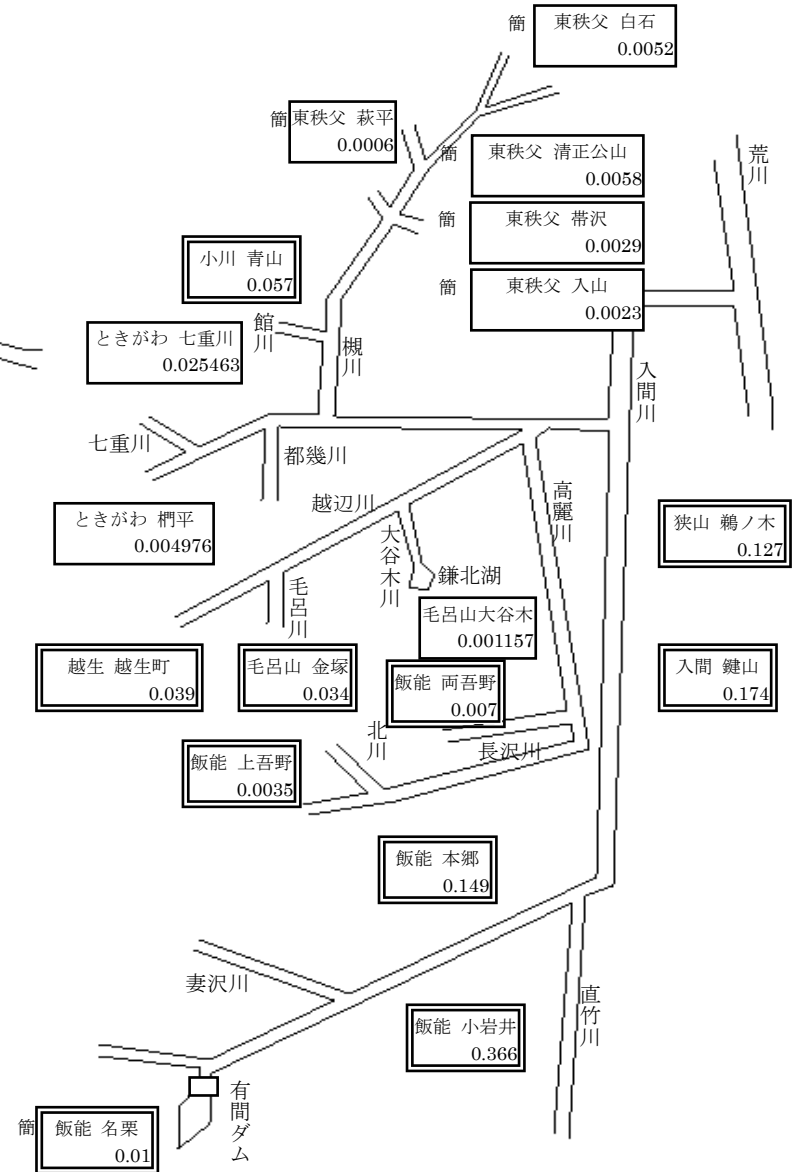 簡
東秩父 白石
0.0052
簡
東秩父 萩平
0.0006
簡
東秩父 清正公山
0.0058
荒川
簡
東秩父 帯沢
0.0029
小川 青山
0.057
簡
東秩父 入山
0.0023
館川
ときがわ 七重川
0.025463
槻川
入間川
七重川
都幾川
越辺川
高麗川
ときがわ 椚平
0.004976
大谷木川
狭山 鵜ノ木
0.127
鎌北湖
毛呂川
毛呂山大谷木
0.001157
越生 越生町
0.039
毛呂山 金塚
0.034
飯能 両吾野
0.007
入間 鍵山
0.174
北川
長沢川
飯能 上吾野
0.0035
飯能 本郷
0.149
妻沢川
直竹川
飯能 小岩井
0.366
有間ダム
簡
飯能 名栗
0.01